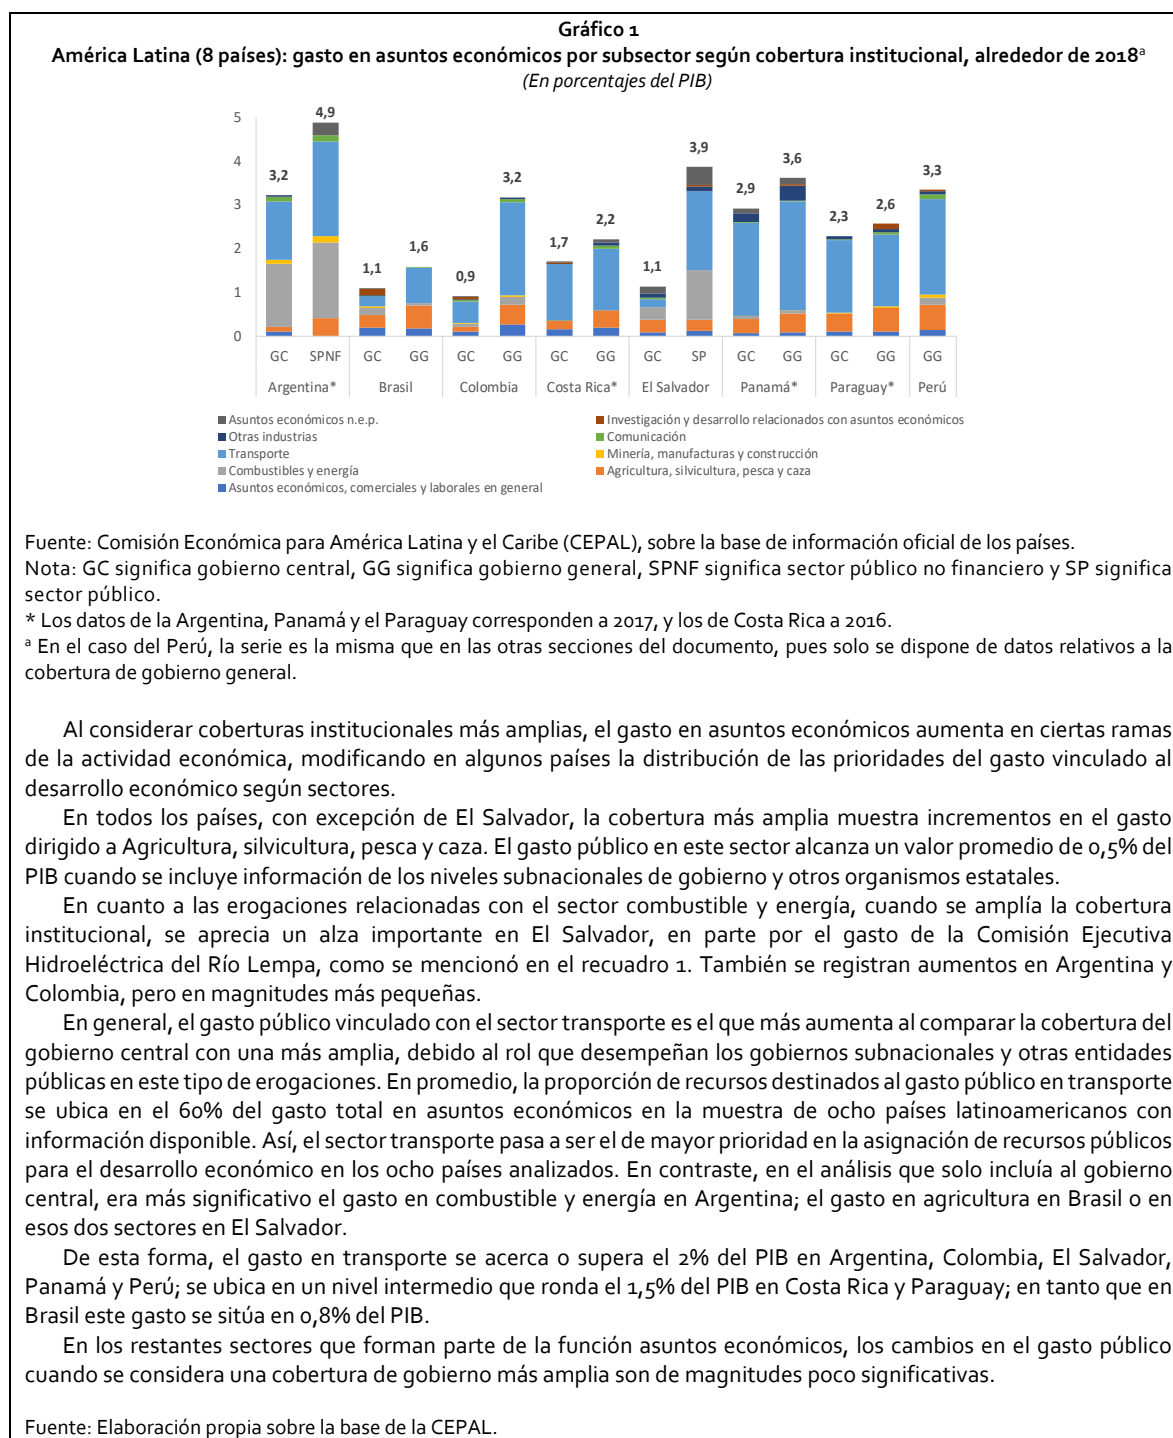 Gráfico 1
América Latina (8 países): gasto en asuntos económicos por subsector según cobertura institucional, alrededor de 2018ª
(En porcentajes del PIB)
5
4
3
2
1
0
3,2
4,9
1,1
1,6
0,9
3,2
1,7
2,2
1,1
3,9
2,9
3,6
2,3
2,6
3,3
GC SPNF GC GG GC GG GC GG GC SP GC GG GC GG GG
Argentina* Brasil Colombia Costa Rica* El Salvador Panamá* Paraguay* Perú
Asuntos económicos n.e.p. Investigación y desarrollo relacionados con asuntos económicos
Otras industrias Comunicación
Transporte Minería, manufacturas y construcción
Combustibles y energía Agricultura, silvicultura, pesca y caza
Asuntos económicos, comerciales y laborales en general
Fuente: Comisión Económica para América Latina y el Caribe (CEPAL), sobre la base de información oficial de los países.
Nota: GC significa gobierno central, GG significa gobierno general, SPNF significa sector público no financiero y SP significa
sector público.
* Los datos de la Argentina, Panamá y el Paraguay corresponden a 2017, y los de Costa Rica a 2016.
ª En el caso del Perú, la serie es la misma que en las otras secciones del documento, pues solo se dispone de datos relativos a la
cobertura de gobierno general.
Al considerar coberturas institucionales más amplias, el gasto en asuntos económicos aumenta en ciertas ramas
de la actividad económica, modificando en algunos países la distribución de las prioridades del gasto vinculado al
desarrollo económico según sectores.
En todos los países, con excepción de El Salvador, la cobertura más amplia muestra incrementos en el gasto
dirigido a Agricultura, silvicultura, pesca y caza. El gasto público en este sector alcanza un valor promedio de 0,5% del
PIB cuando se incluye información de los niveles subnacionales de gobierno y otros organismos estatales.
En cuanto a las erogaciones relacionadas con el sector combustible y energía, cuando se amplía la cobertura
institucional, se aprecia un alza importante en El Salvador, en parte por el gasto de la Comisión Ejecutiva
Hidroeléctrica del Río Lempa, como se mencionó en el recuadro 1. También se registran aumentos en Argentina y
Colombia, pero en magnitudes más pequeñas.
En general, el gasto público vinculado con el sector transporte es el que más aumenta al comparar la cobertura del
gobierno central con una más amplia, debido al rol que desempeñan los gobiernos subnacionales y otras entidades
públicas en este tipo de erogaciones. En promedio, la proporción de recursos destinados al gasto público en transporte
se ubica en el 60% del gasto total en asuntos económicos en la muestra de ocho países latinoamericanos con
información disponible. Así, el sector transporte pasa a ser el de mayor prioridad en la asignación de recursos públicos
para el desarrollo económico en los ocho países analizados. En contraste, en el análisis que solo incluía al gobierno
central, era más significativo el gasto en combustible y energía en Argentina; el gasto en agricultura en Brasil o en
esos dos sectores en El Salvador.
De esta forma, el gasto en transporte se acerca o supera el 2% del PIB en Argentina, Colombia, El Salvador,
Panamá y Perú; se ubica en un nivel intermedio que ronda el 1,5% del PIB en Costa Rica y Paraguay; en tanto que en
Brasil este gasto se sitúa en 0,8% del PIB.
En los restantes sectores que forman parte de la función asuntos económicos, los cambios en el gasto público
cuando se considera una cobertura de gobierno más amplia son de magnitudes poco significativas.
Fuente: Elaboración propia sobre la base de la CEPAL.